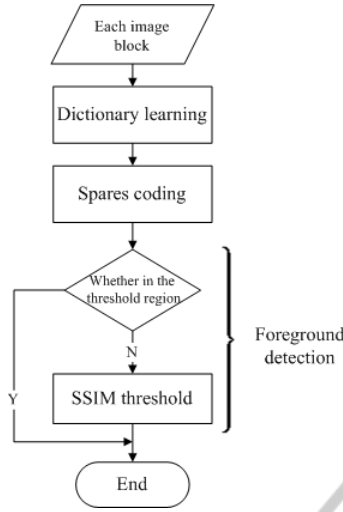 Each image
block
Dictionary learning
Spares coding
Whether in the
threshold region
N
Y
SSIM threshold
Foreground
detection
End